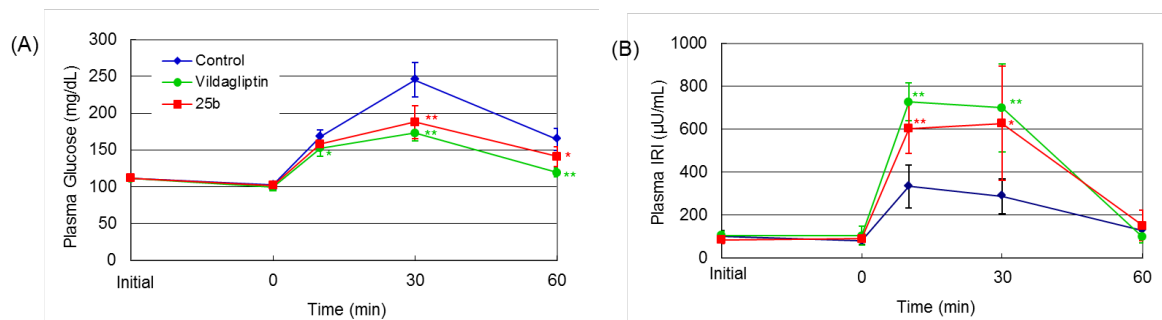 (A)
Plasma Glucose (mg/dL)
300
250
200
150
100
50
0
Control
Vildagliptin
25b
*
**
**
*
**
Initial
0
30
60
Time (min)
(B)
Plasma IRI (µU/mL)
1000
800
600
400
200
0
**
**
**
*
Initial
0
30
60
Time (min)